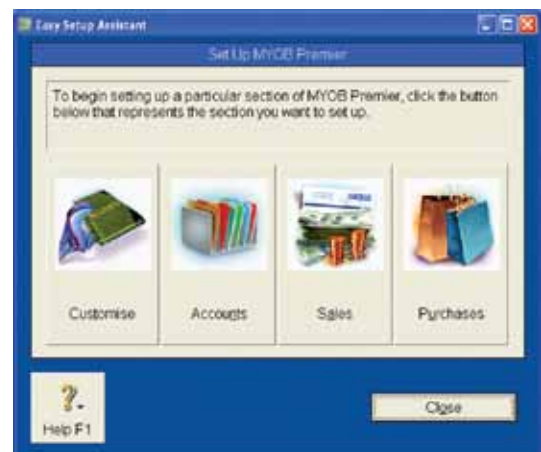 Easy Setup Assistant
Set Up MYOB Premier
To begin setting up a particular section of MYOB Premier, click the button
below that represents the section you want to set up.
Customise
Accounts
Sales
Purchases
?
Help F1
Close